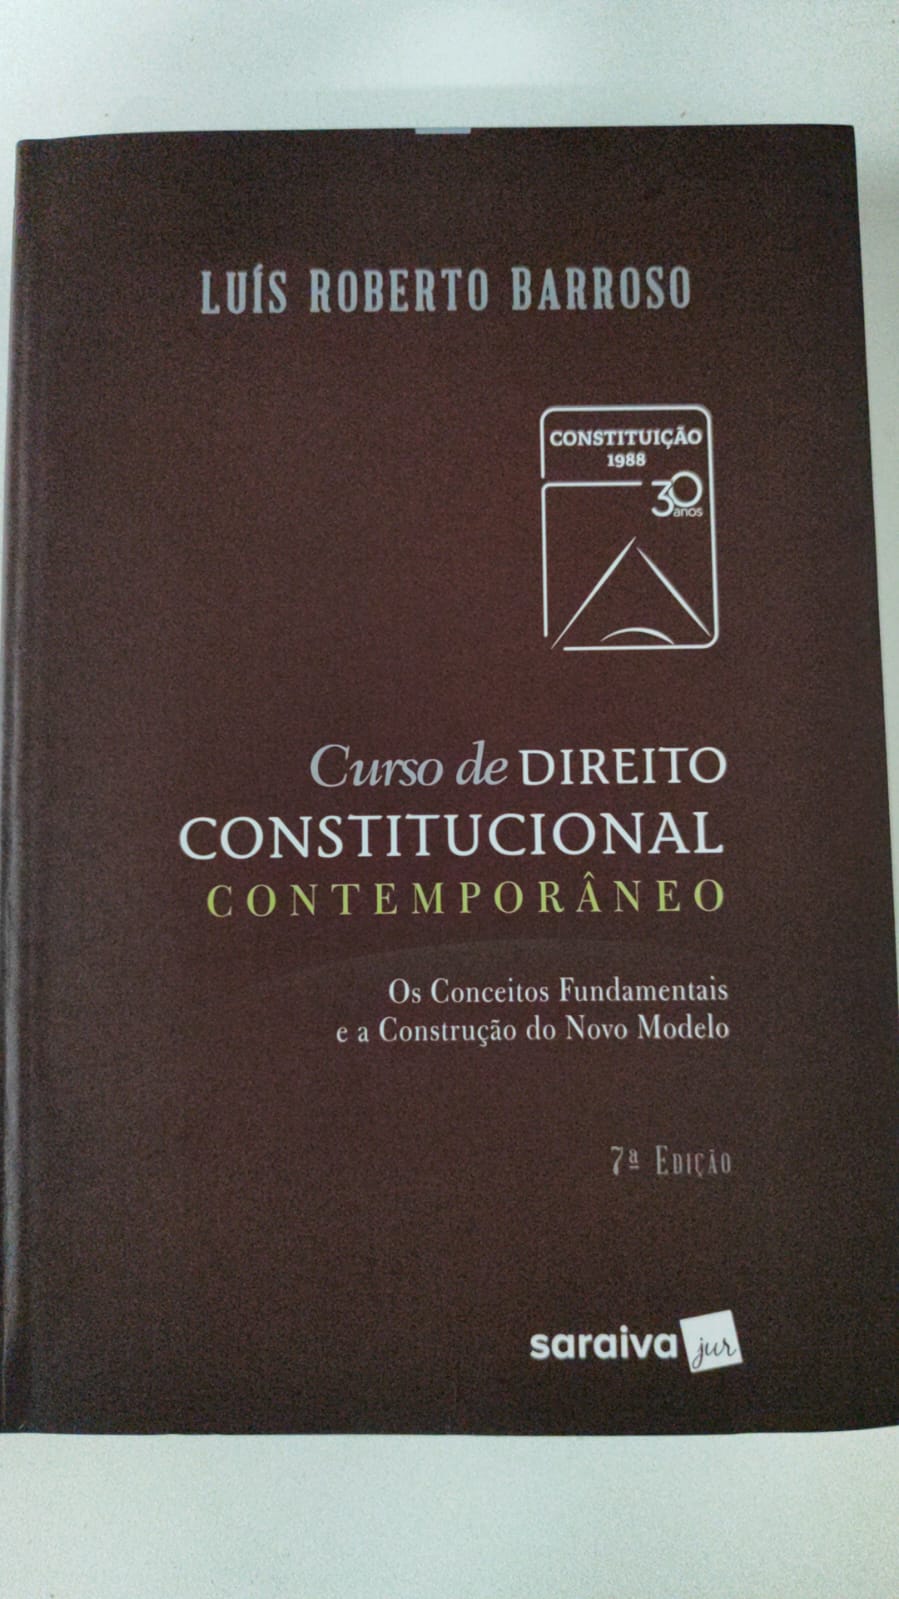 LUÍS ROBERTO BARROSO
CONSTITUIÇÃO
1988
30
anos
Curso de DIREITO
CONSTITUCIONAL
CONTEMPORÂNEO
Os Conceitos Fundamentais
e a Construção do Novo Modelo
7ª EDIÇÃO
saraiva jur